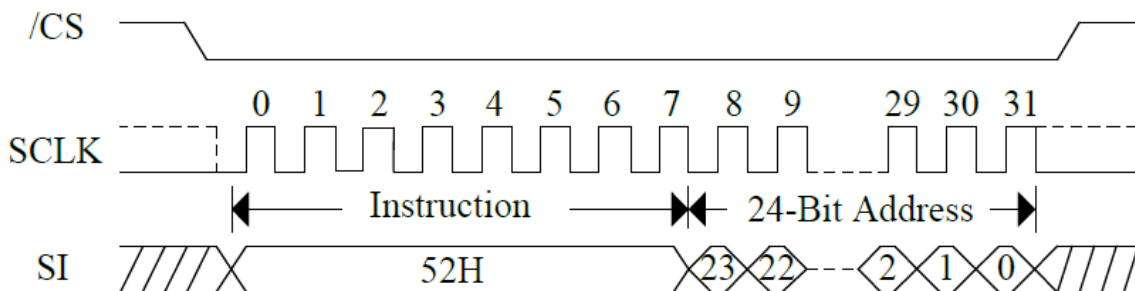 /CS
0 1 2 3 4 5 6 7 8 9 29 30 31
SCLK
Instruction 24-Bit Address
SI 52H 23 22 2 1 0